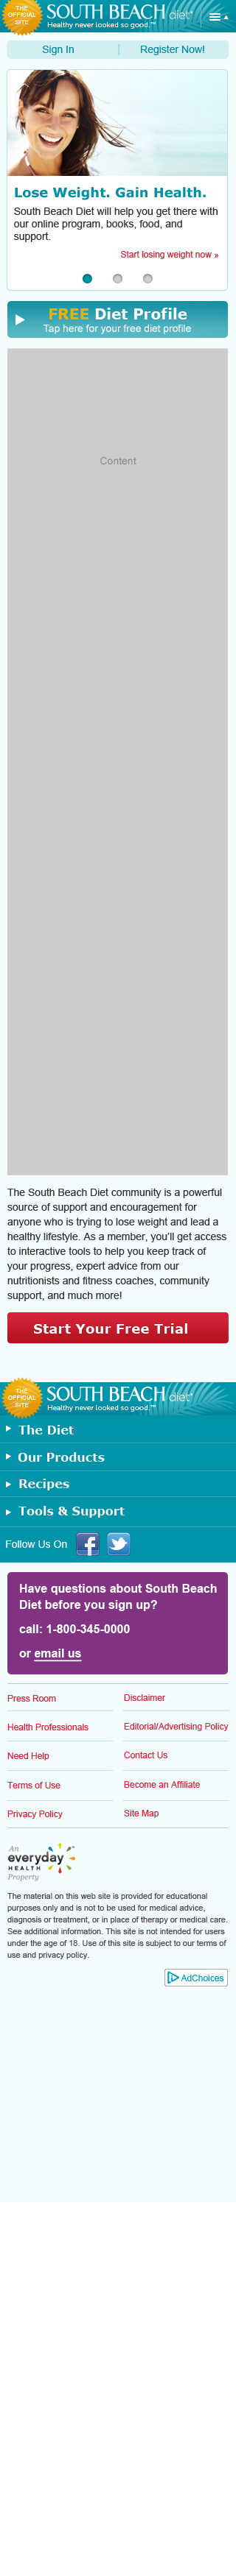 THE
OFFICIAL
SITE
SOUTH BEACH diet™
Healthy never looked so good.™
Sign In
Register Now!
Lose Weight. Gain Health.
South Beach Diet will help you get there with
our online program, books, food, and
support.
Start losing weight now »
FREE Diet Profile
Tap here for your free diet profile
Content
The South Beach Diet community is a powerful
source of support and encouragement for
anyone who is trying to lose weight and lead a
healthy lifestyle. As a member, you'll get access
to interactive tools to help you keep track of
your progress, expert advice from our
nutritionists and fitness coaches, community
support, and much more!
Start Your Free Trial
THE
OFFICIAL
SITE
SOUTH BEACH diet™
Healthy never looked so good.™
The Diet
Our Products
Recipes
Tools & Support
Follow Us On
Have questions about South Beach
Diet before you sign up?
call: 1-800-345-0000
or email us
Press Room
Disclaimer
Health Professionals
Editorial/Advertising Policy
Need Help
Contact Us
Terms of Use
Become an Affiliate
Privacy Policy
Site Map
An
everyday
HEALTH
Property
The material on this web site is provided for educational
purposes only and is not to be used for medical advice,
diagnosis or treatment, or in place of therapy or medical care.
See additional information. This site is not intended for users
under the age of 18. Use of this site is subject to our terms of
use and privacy policy.
AdChoices